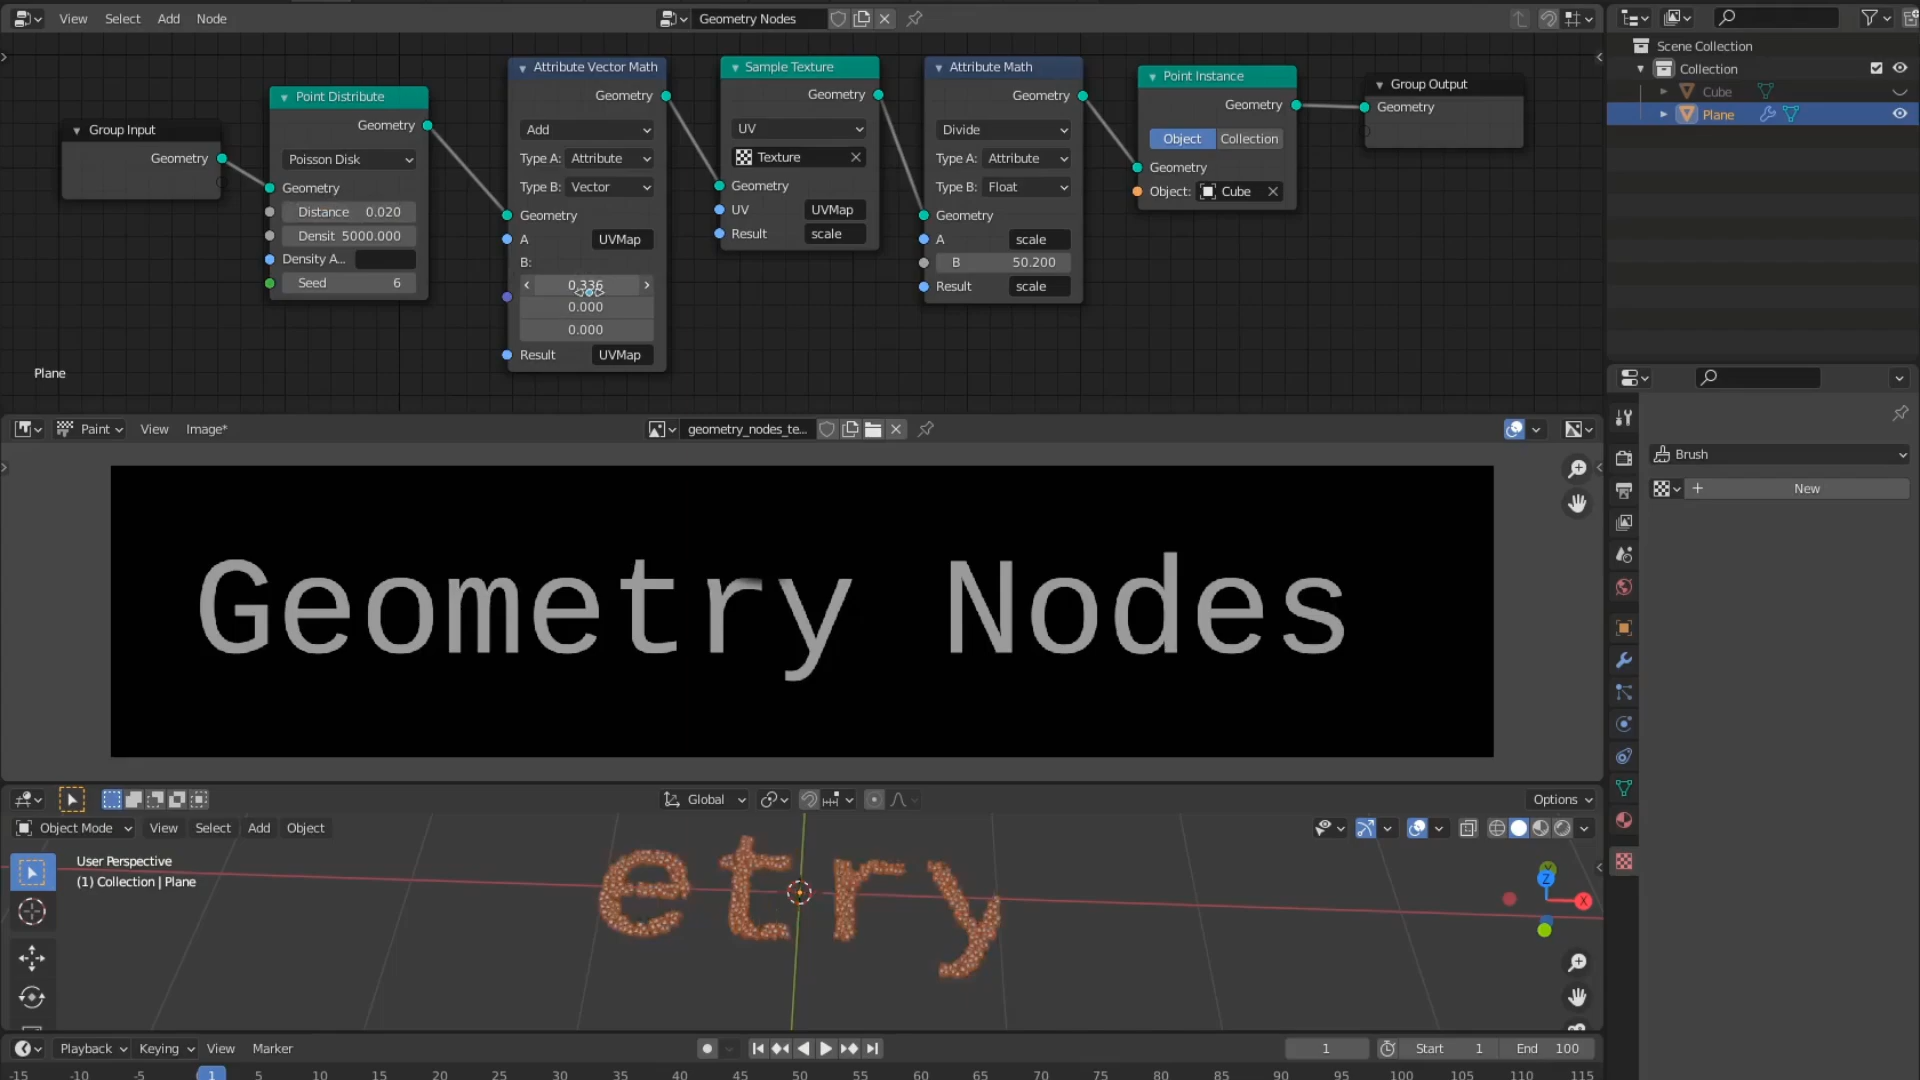 View Select Add Node
Geometry Nodes
Group Input
Geometry
Point Distribute
Geometry
Poisson Disk
Geometry
Distance 0.020
Densit 5000.000
Density A...
Seed 6
Attribute Vector Math
Geometry
Add
Type A: Attribute
Type B: Vector
Geometry
A UVMap
B:
0.336
0.000
0.000
Result UVMap
Sample Texture
Geometry
UV
Texture
Geometry
UV UVMap
Result scale
Attribute Math
Geometry
Divide
Type A: Attribute
Type B: Float
Geometry
A scale
B 50.200
Result scale
Point Instance
Geometry
Object Collection
Geometry
Object: Cube
Group Output
Geometry
Plane
Scene Collection
Collection
Cube
Plane
Paint View Image*
geometry_nodes_te...
Brush
New
Geometry Nodes
Global
Options
Object Mode View Select Add Object
User Perspective
(1) Collection | Plane
etry
Z
X
Playback Keying View Marker
1
Start 1
End 100
-15 -10 -5 1 5 10 15 20 25 30 35 40 45 50 55 60 65 70 75 80 85 90 95 100 105 110 115